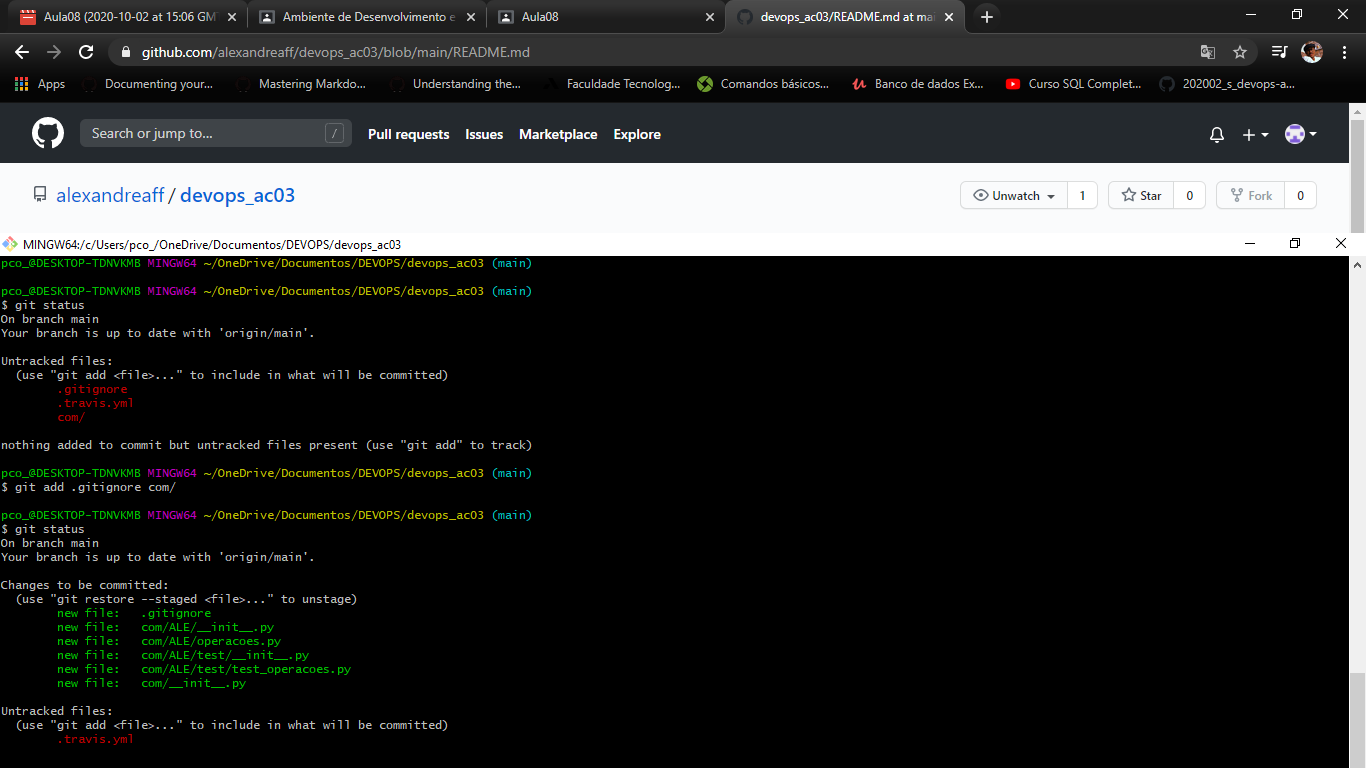 Aula08 (2020-10-02 at 15:06 GM
Ambiente de Desenvolvimento e
Aula08
devops_ac03/README.md at mai
github.com/alexandreaff/devops_ac03/blob/main/README.md
Apps
Documenting your...
Mastering Markdo...
Understanding the...
Faculdade Tecnolog...
Comandos básicos...
Banco de dados Ex...
Curso SQL Complet...
202002_s_devops-a...
Search or jump to...
/
Pull requests
Issues
Marketplace
Explore
alexandreaff / devops_ac03
Unwatch
1
Star
0
Fork
0
MINGW64:/c/Users/pco_/OneDrive/Documentos/DEVOPS/devops_ac03
pco_@DESKTOP-TDNVKMB MINGW64 ~/OneDrive/Documentos/DEVOPS/devops_ac03 (main)
pco_@DESKTOP-TDNVKMB MINGW64 ~/OneDrive/Documentos/DEVOPS/devops_ac03 (main)
$ git status
On branch main
Your branch is up to date with 'origin/main'.
Untracked files:
(use "git add <file>..." to include in what will be committed)
.gitignore
.travis.yml
com/
nothing added to commit but untracked files present (use "git add" to track)
pco_@DESKTOP-TDNVKMB MINGW64 ~/OneDrive/Documentos/DEVOPS/devops_ac03 (main)
$ git add .gitignore com/
pco_@DESKTOP-TDNVKMB MINGW64 ~/OneDrive/Documentos/DEVOPS/devops_ac03 (main)
$ git status
On branch main
Your branch is up to date with 'origin/main'.
Changes to be committed:
(use "git restore --staged <file>..." to unstage)
new file: .gitignore
new file: com/ALE/__init__.py
new file: com/ALE/operacoes.py
new file: com/ALE/test/__init__.py
new file: com/ALE/test/test_operacoes.py
new file: com/__init__.py
Untracked files:
(use "git add <file>..." to include in what will be committed)
.travis.yml